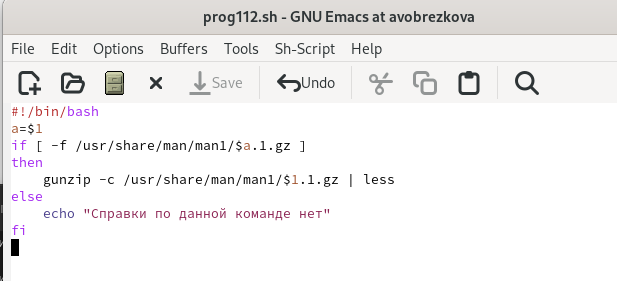 prog112.sh - GNU Emacs at avobrezkova
File Edit Options Buffers Tools Sh-Script Help
Save Undo
#!/bin/bash
a=$1
if [ -f /usr/share/man/man1/$a.1.gz ]
then
    gunzip -c /usr/share/man/man1/$1.1.gz | less
else
    echo "Справки по данной команде нет"
fi